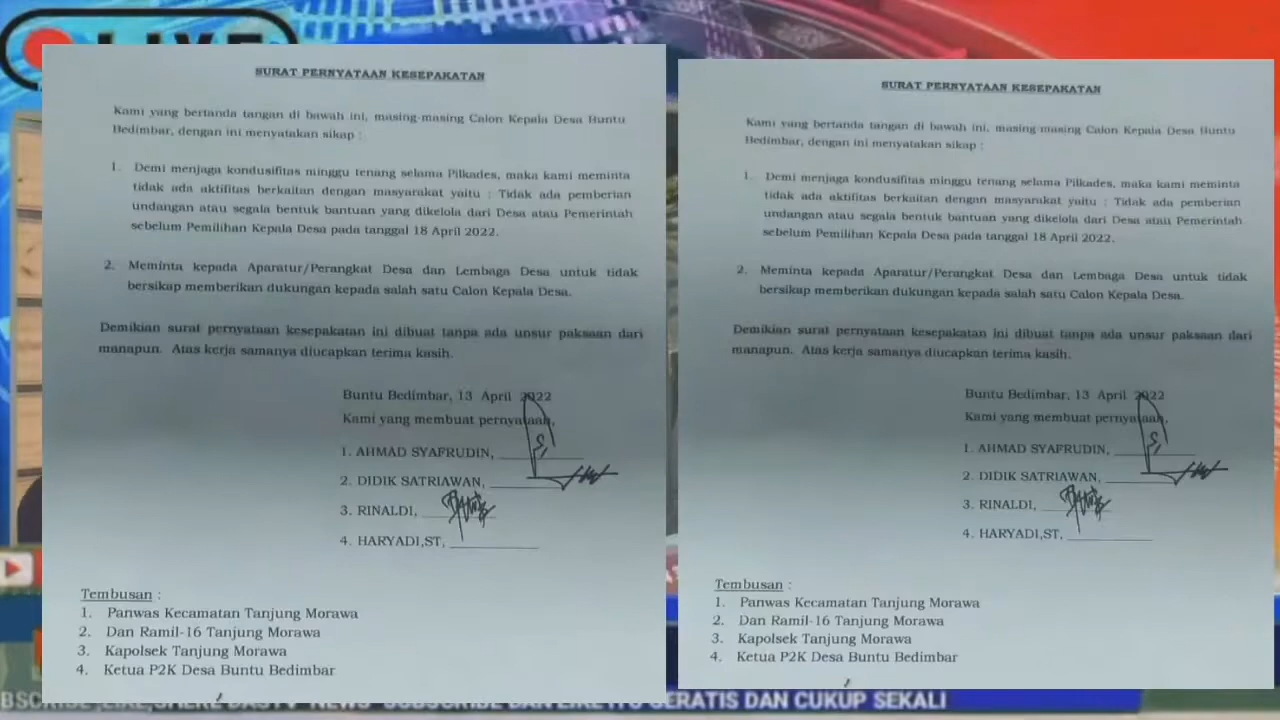 LIVE
SURAT PERNYATAAN KESEPAKATAN
Kami yang bertanda tangan di bawah ini, masing-masing Calon Kepala Desa Buntu
Bedimbar, dengan ini menyatakan sikap :
1. Demi menjaga kondusifitas minggu tenang selama Pilkades, maka kami meminta
tidak ada aktifitas berkaitan dengan masyarakat yaitu : Tidak ada pemberian
undangan atau segala bentuk bantuan yang dikelola dari Desa atau Pemerintah
sebelum Pemilihan Kepala Desa pada tanggal 18 April 2022.
2. Meminta kepada Aparatur/Perangkat Desa dan Lembaga Desa untuk tidak
bersikap memberikan dukungan kepada salah satu Calon Kepala Desa.
Demikian surat pernyataan kesepakatan ini dibuat tanpa ada unsur paksaan dari
manapun. Atas kerja samanya diucapkan terima kasih.
Buntu Bedimbar, 13 April 2022
Kami yang membuat pernyataan,
1. AHMAD SYAFRUDIN,
2. DIDIK SATRIAWAN,
3. RINALDI,
4. HARYADI,ST,
Tembusan :
1. Panwas Kecamatan Tanjung Morawa
2. Dan Ramil-16 Tanjung Morawa
3. Kapolsek Tanjung Morawa
4. Ketua P2K Desa Buntu Bedimbar
SURAT PERNYATAAN KESEPAKATAN
Kami yang bertanda tangan di bawah ini, masing-masing Calon Kepala Desa Buntu
Bedimbar, dengan ini menyatakan sikap :
1. Demi menjaga kondusifitas minggu tenang selama Pilkades, maka kami meminta
tidak ada aktifitas berkaitan dengan masyarakat yaitu : Tidak ada pemberian
undangan atau segala bentuk bantuan yang dikelola dari Desa atau Pemerintah
sebelum Pemilihan Kepala Desa pada tanggal 18 April 2022.
2. Meminta kepada Aparatur/Perangkat Desa dan Lembaga Desa untuk tidak
bersikap memberikan dukungan kepada salah satu Calon Kepala Desa.
Demikian surat pernyataan kesepakatan ini dibuat tanpa ada unsur paksaan dari
manapun. Atas kerja samanya diucapkan terima kasih.
Buntu Bedimbar, 13 April 2022
Kami yang membuat pernyataan,
1. AHMAD SYAFRUDIN,
2. DIDIK SATRIAWAN,
3. RINALDI,
4. HARYADI,ST,
Tembusan :
1. Panwas Kecamatan Tanjung Morawa
2. Dan Ramil-16 Tanjung Morawa
3. Kapolsek Tanjung Morawa
4. Ketua P2K Desa Buntu Bedimbar
DAN CUKUP SEKALI